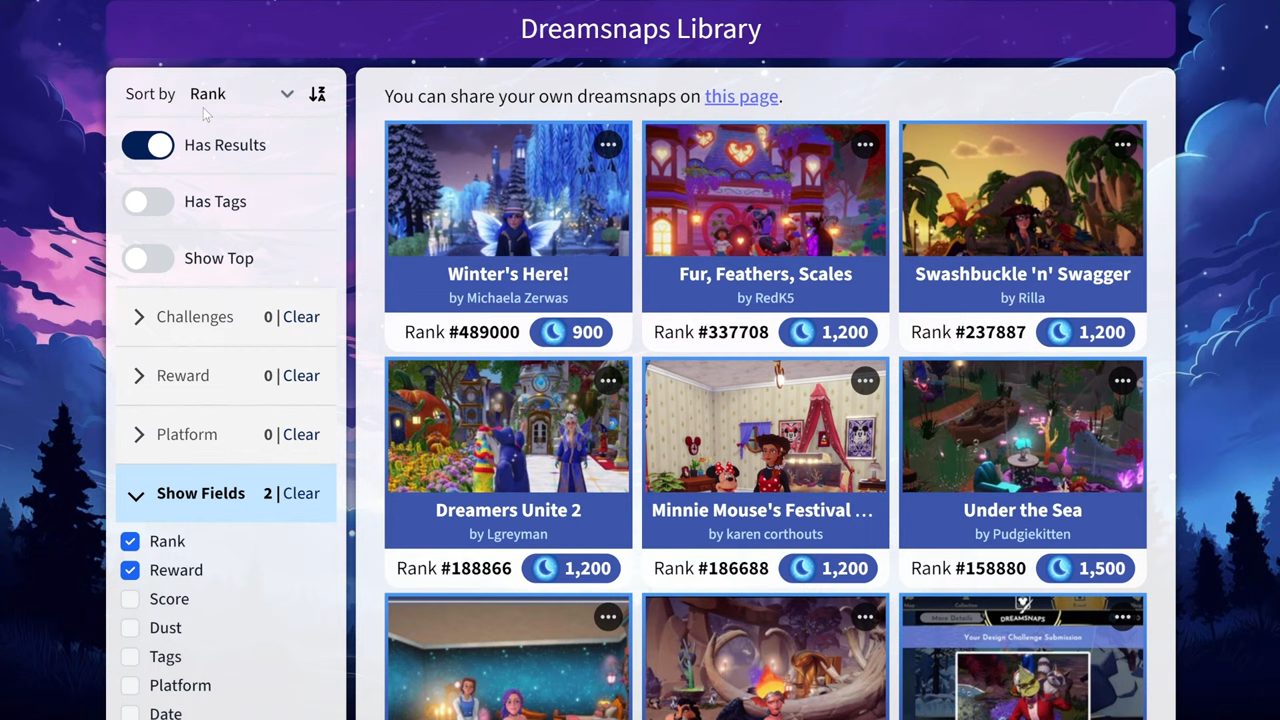 Dreamsnaps Library
Sort by Rank
Has Results
Has Tags
Show Top
Challenges 0 | Clear
Reward 0 | Clear
Platform 0 | Clear
Show Fields 2 | Clear
Rank
Reward
Score
Dust
Tags
Platform
Date
You can share your own dreamsnaps on this page.
Winter's Here!
by Michaela Zerwas
Rank #489000 900
Fur, Feathers, Scales
by RedK5
Rank #337708 1,200
Swashbuckle 'n' Swagger
by Rilla
Rank #237887 1,200
Dreamers Unite 2
by Lgreyman
Rank #188866 1,200
Minnie Mouse's Festival ...
by karen corthouts
Rank #186688 1,200
Under the Sea
by Pudgiekitten
Rank #158880 1,500
Collection
More Details
DREAMSNAPS
Your Design Challenge Submission